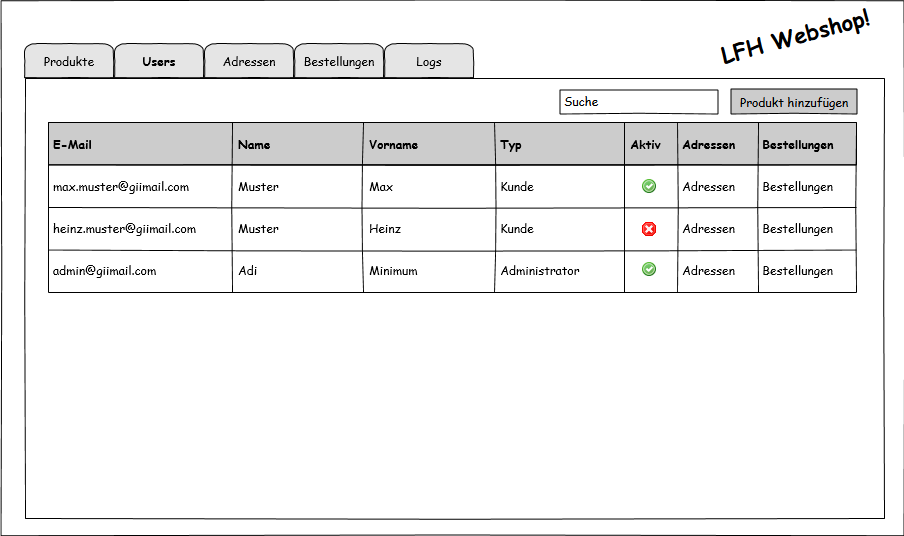 LFH Webshop!
Produkte Users Adressen Bestellungen Logs
Suche Produkt hinzufügen
E-Mail Name Vorname Typ Aktiv Adressen Bestellungen
max.muster@giimail.com Muster Max Kunde Adressen Bestellungen
heinz.muster@giimail.com Muster Heinz Kunde Adressen Bestellungen
admin@giimail.com Adi Minimum Administrator Adressen Bestellungen